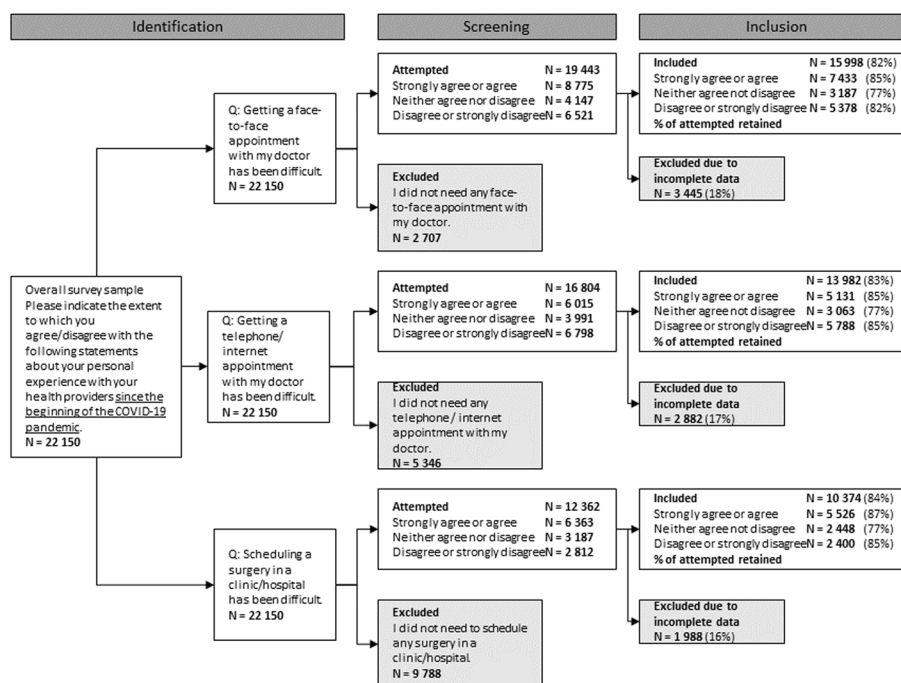 Identification
Screening
Inclusion
Overall survey sample
Please indicate the extent
to which you
agree/disagree with the
following statements
about your personal
experience with your
health providers since the
beginning of the COVID-19
pandemic.
N = 22 150
Q: Getting a face-
to-face
appointment
with my doctor
has been difficult.
N = 22 150
Attempted N = 19 443
Strongly agree or agree N = 8 775
Neither agree nor disagree N = 4 147
Disagree or strongly disagree N = 6 521
Excluded
I did not need any face-
to-face appointment with
my doctor.
N = 2 707
Included N = 15 998 (82%)
Strongly agree or agree N = 7 433 (85%)
Neither agree not disagree N = 3 187 (77%)
Disagree or strongly disagree N = 5 378 (82%)
% of attempted retained
Excluded due to
incomplete data
N = 3 445 (18%)
Q: Getting a
telephone/
internet
appointment
with my doctor
has been difficult.
N = 22 150
Attempted N = 16 804
Strongly agree or agree N = 6 015
Neither agree nor disagree N = 3 991
Disagree or strongly disagree N = 6 798
Excluded
I did not need any
telephone / internet
appointment with my
doctor.
N = 5 346
Included N = 13 982 (83%)
Strongly agree or agree N = 5 131 (85%)
Neither agree not disagree N = 3 063 (77%)
Disagree or strongly disagree N = 5 788 (85%)
% of attempted retained
Excluded due to
incomplete data
N = 2 882 (17%)
Q: Scheduling a
surgery in a
clinic/hospital
has been difficult.
N = 22 150
Attempted N = 12 362
Strongly agree or agree N = 6 363
Neither agree nor disagree N = 3 187
Disagree or strongly disagree N = 2 812
Excluded
I did not need to schedule
any surgery in a
clinic/hospital.
N = 9 788
Included N = 10 374 (84%)
Strongly agree or agree N = 5 526 (87%)
Neither agree not disagree N = 2 448 (77%)
Disagree or strongly disagree N = 2 400 (85%)
% of attempted retained
Excluded due to
incomplete data
N = 1 988 (16%)